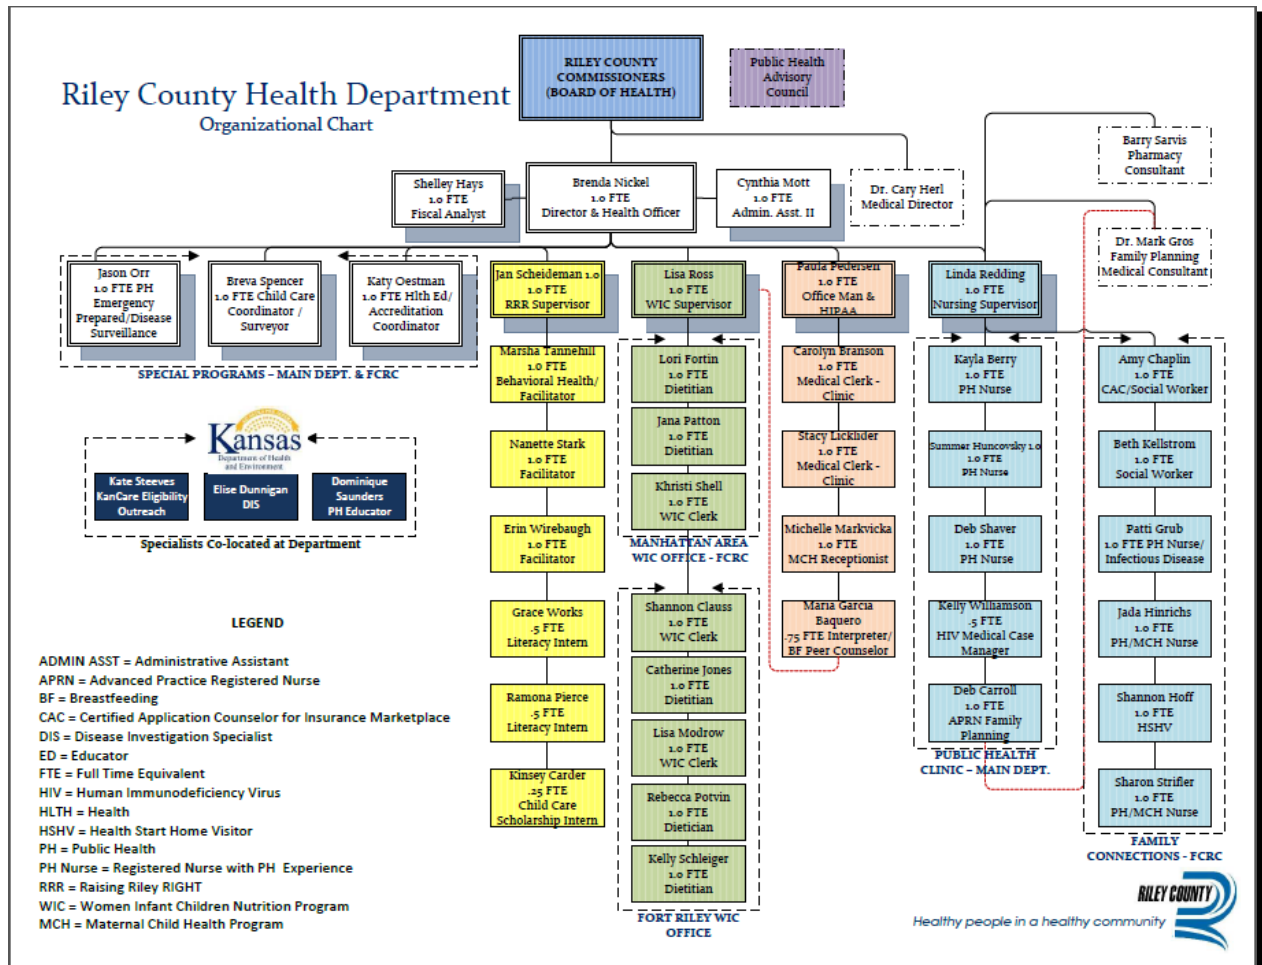 RILEY COUNTY
COMMISSIONERS
(BOARD OF HEALTH)
Public Health
Advisory
Council
Riley County Health Department
Organizational Chart
Barry Sarvis
Pharmacy
Consultant
Shelley Hays
1.0 FTE
Fiscal Analyst
Brenda Nickel
1.0 FTE
Director & Health Officer
Cynthia Mott
1.0 FTE
Admin. Asst. II
Dr. Cary Herl
Medical Director
Dr. Mark Gros
Family Planning
Medical Consultant
Jason Orr
1.0 FTE PH
Emergency
Prepared/Disease
Surveillance
Breva Spencer
1.0 FTE Child Care
Coordinator /
Surveyor
Katy Oestman
1.0 FTE Hlth Ed/
Accreditation
Coordinator
SPECIAL PROGRAMS – MAIN DEPT. & FCRC
Jan Scheideman 1.0
1.0 FTE
RRR Supervisor
Lisa Ross
1.0 FTE
WIC Supervisor
Paula Pedersen
1.0 FTE
Office Man &
HIPAA
Linda Redding
1.0 FTE
Nursing Supervisor
Marsha Tannehill
1.0 FTE
Behavioral Health/
Facilitator
Nanette Stark
1.0 FTE
Facilitator
Erin Wirebaugh
1.0 FTE
Facilitator
Grace Works
.5 FTE
Literacy Intern
Ramona Pierce
.5 FTE
Literacy Intern
Kinsey Carder
.25 FTE
Child Care
Scholarship Intern
Lori Fortin
1.0 FTE
Dietitian
Jana Patton
1.0 FTE
Dietitian
Khristi Shell
1.0 FTE
WIC Clerk
MANHATTAN AREA
WIC OFFICE - FCRC
Shannon Clauss
1.0 FTE
WIC Clerk
Catherine Jones
1.0 FTE
Dietitian
Lisa Modrow
1.0 FTE
WIC Clerk
Rebecca Potvin
1.0 FTE
Dietician
Kelly Schleiger
1.0 FTE
Dietitian
FORT RILEY WIC
OFFICE
Carolyn Branson
1.0 FTE
Medical Clerk -
Clinic
Stacy Licklider
1.0 FTE
Medical Clerk -
Clinic
Michelle Markvicka
1.0 FTE
MCH Receptionist
Maria Garcia
Baquero
.75 FTE Interpreter/
BF Peer Counselor
Kayla Berry
1.0 FTE
PH Nurse
Summer Huncovsky 1.0
1.0 FTE
PH Nurse
Deb Shaver
1.0 FTE
PH Nurse
Kelly Williamson
.5 FTE
HIV Medical Case
Manager
Deb Carroll
1.0 FTE
APRN Family
Planning
PUBLIC HEALTH
CLINIC – MAIN DEPT.
Amy Chaplin
1.0 FTE
CAC/Social Worker
Beth Kellstrom
1.0 FTE
Social Worker
Patti Grub
1.0 FTE PH Nurse/
Infectious Disease
Jada Hinrichs
1.0 FTE
PH/MCH Nurse
Shannon Hoff
1.0 FTE
HSHV
Sharon Strifler
1.0 FTE
PH/MCH Nurse
FAMILY
CONNECTIONS - FCRC
Kansas
Department of Health
and Environment
Kate Steeves
KanCare Eligibility
Outreach
Elise Dunnigan
DIS
Dominique
Saunders
PH Educator
Specialists Co-located at Department
LEGEND
ADMIN ASST = Administrative Assistant
APRN = Advanced Practice Registered Nurse
BF = Breastfeeding
CAC = Certified Application Counselor for Insurance Marketplace
DIS = Disease Investigation Specialist
ED = Educator
FTE = Full Time Equivalent
HIV = Human Immunodeficiency Virus
HLTH = Health
HSHV = Health Start Home Visitor
PH = Public Health
PH Nurse = Registered Nurse with PH Experience
RRR = Raising Riley RIGHT
WIC = Women Infant Children Nutrition Program
MCH = Maternal Child Health Program
RILEY COUNTY
Healthy people in a healthy community